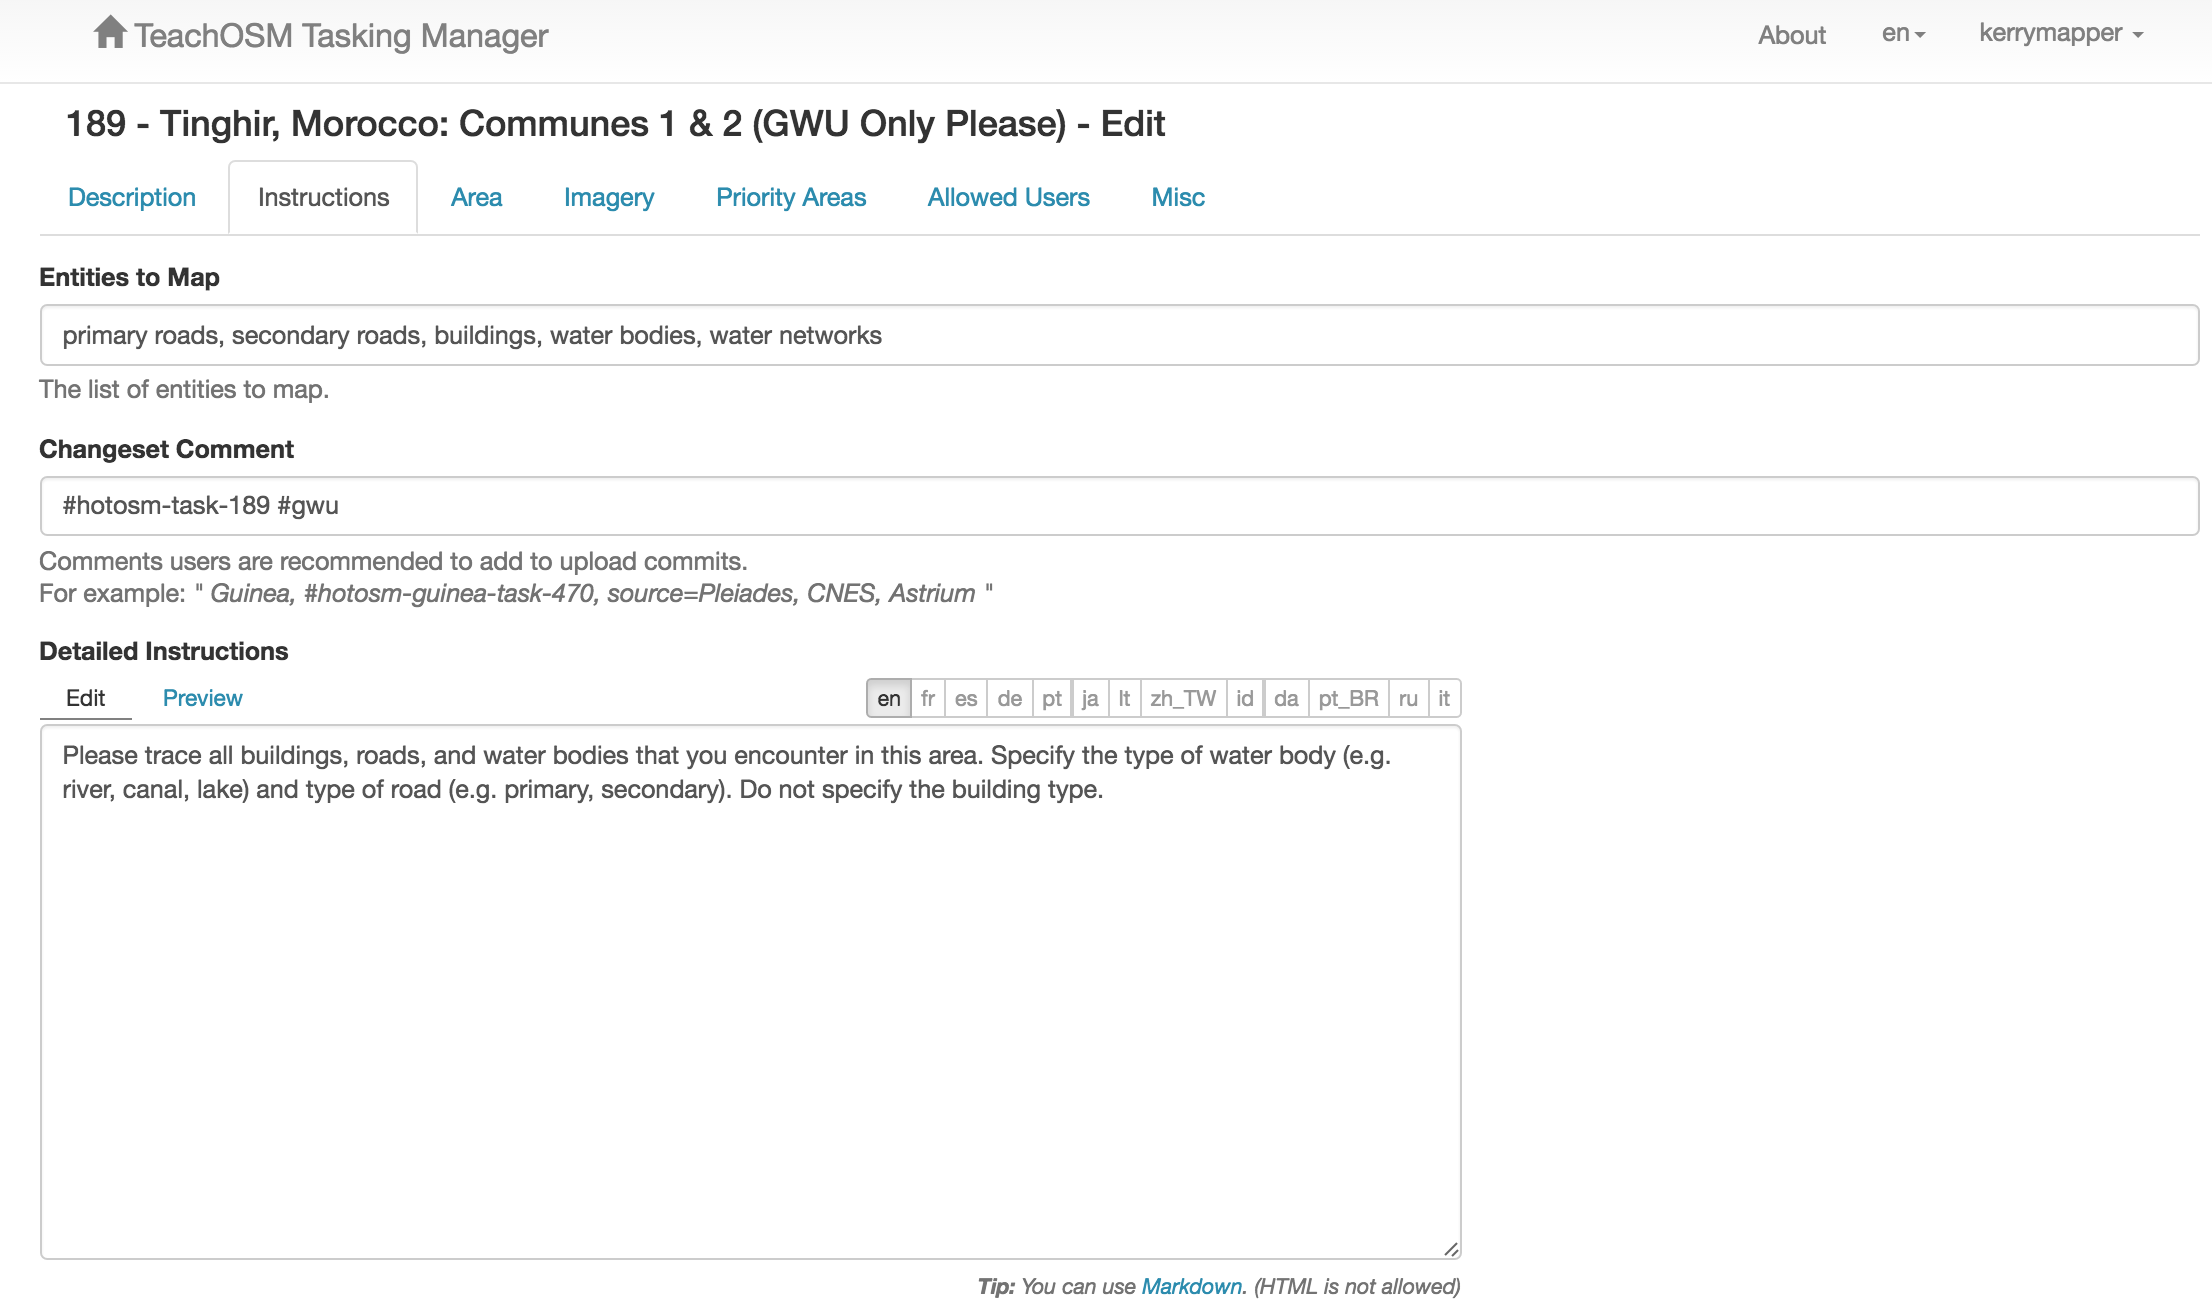 TeachOSM Tasking Manager About en kerrymapper
189 - Tinghir, Morocco: Communes 1 & 2 (GWU Only Please) - Edit
Description Instructions Area Imagery Priority Areas Allowed Users Misc
Entities to Map
primary roads, secondary roads, buildings, water bodies, water networks
The list of entities to map.
Changeset Comment
#hotosm-task-189 #gwu
Comments users are recommended to add to upload commits.
For example: " Guinea, #hotosm-guinea-task-470, source=Pleiades, CNES, Astrium "
Detailed Instructions
Edit Preview en fr es de pt ja lt zh_TW id da pt_BR ru it
Please trace all buildings, roads, and water bodies that you encounter in this area. Specify the type of water body (e.g.
river, canal, lake) and type of road (e.g. primary, secondary). Do not specify the building type.
Tip: You can use Markdown. (HTML is not allowed)